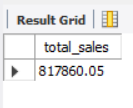 Result Grid
total_sales
817860.05